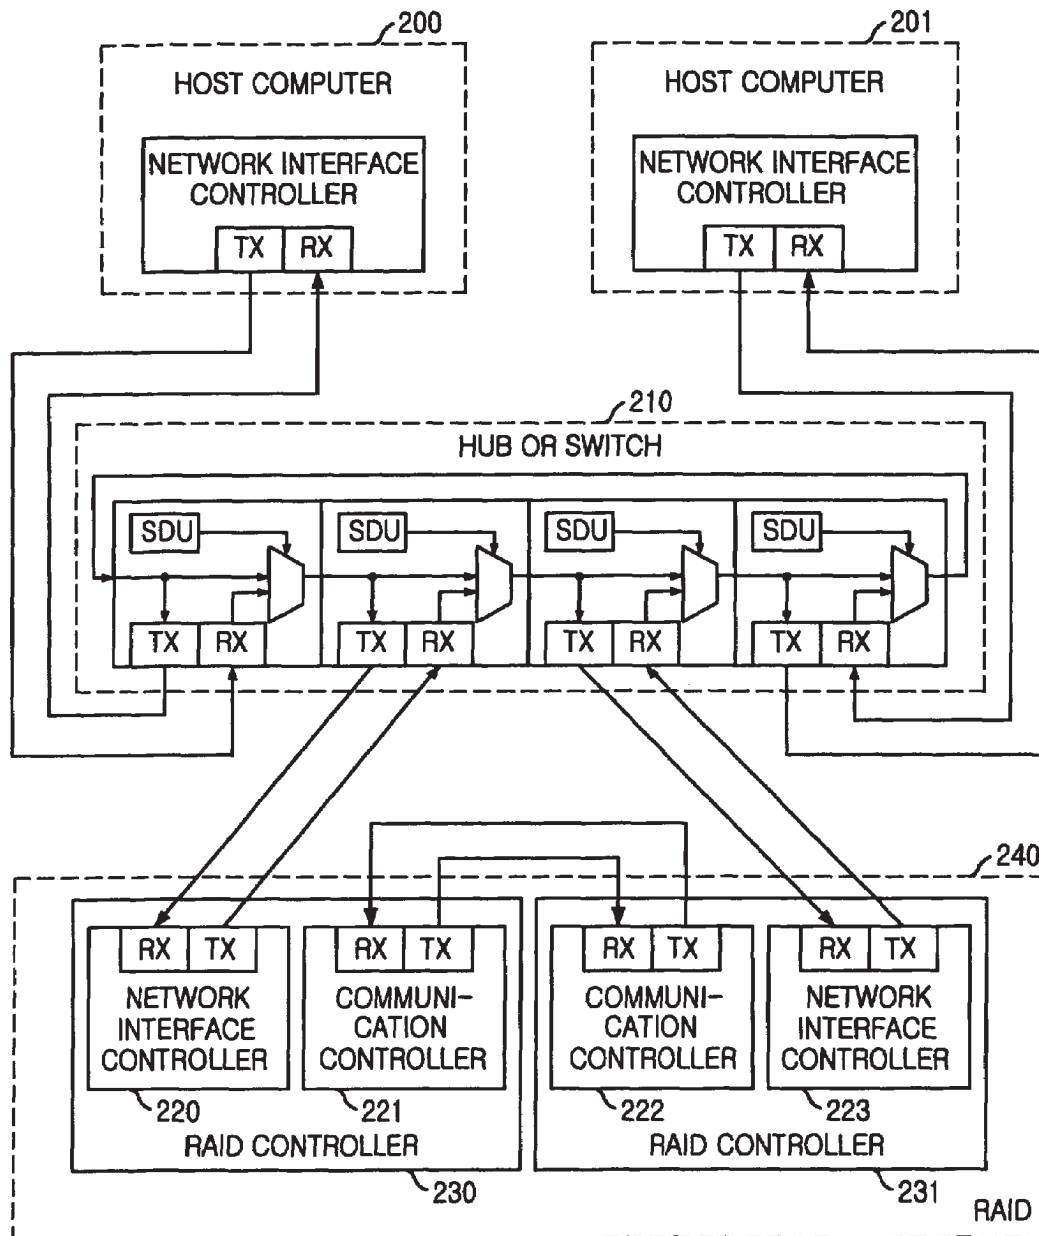 200
201
HOST COMPUTER
HOST COMPUTER
NETWORK INTERFACE
CONTROLLER
NETWORK INTERFACE
CONTROLLER
TX RX
TX RX
210
HUB OR SWITCH
SDU
SDU
SDU
SDU
TX RX
TX RX
TX RX
TX RX
240
RX TX
RX TX
RX TX
RX TX
NETWORK
INTERFACE
CONTROLLER
COMMUNI-
CATION
CONTROLLER
COMMUNI-
CATION
CONTROLLER
NETWORK
INTERFACE
CONTROLLER
220
221
222
223
RAID CONTROLLER
RAID CONTROLLER
230
231
RAID